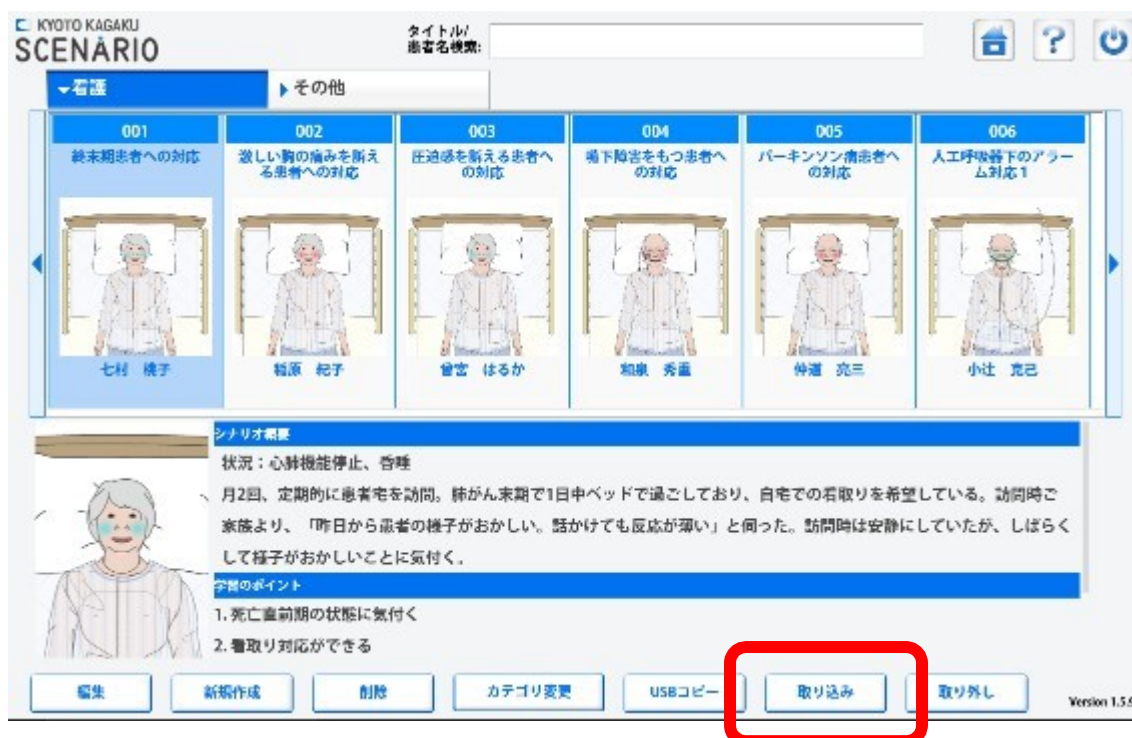 KYOTO KAGAKU
SCENARIO
タイトル/
患者名検索:
看護
その他
001
002
003
004
005
006
終末期患者への対応
激しい胸の痛みを訴え
る患者への対応
圧迫感を訴える患者へ
の対応
嚥下障害をもつ患者へ
の対応
パーキンソン病患者へ
の対応
人工呼吸器下のアラー
ム対応1
七村 桃子
稲原 紀子
曾宮 はるか
和泉 秀重
仲道 亮三
小辻 克己
シナリオ概要
状況：心肺機能停止、昏睡
月2回、定期的に患者宅を訪問。肺がん末期で1日中ベッドで過ごしており、自宅での看取りを希望している。訪問時ご
家族より、「昨日から患者の様子がおかしい。話かけても反応が薄い」と伺った。訪問時は安静にしていたが、しばらく
して様子がおかしいことに気付く。
学習のポイント
1. 死亡直前期の状態に気付く
2. 看取り対応ができる
編集
新規作成
削除
カテゴリ変更
USBコピー
取り込み
取り外し
Version 1.5.9